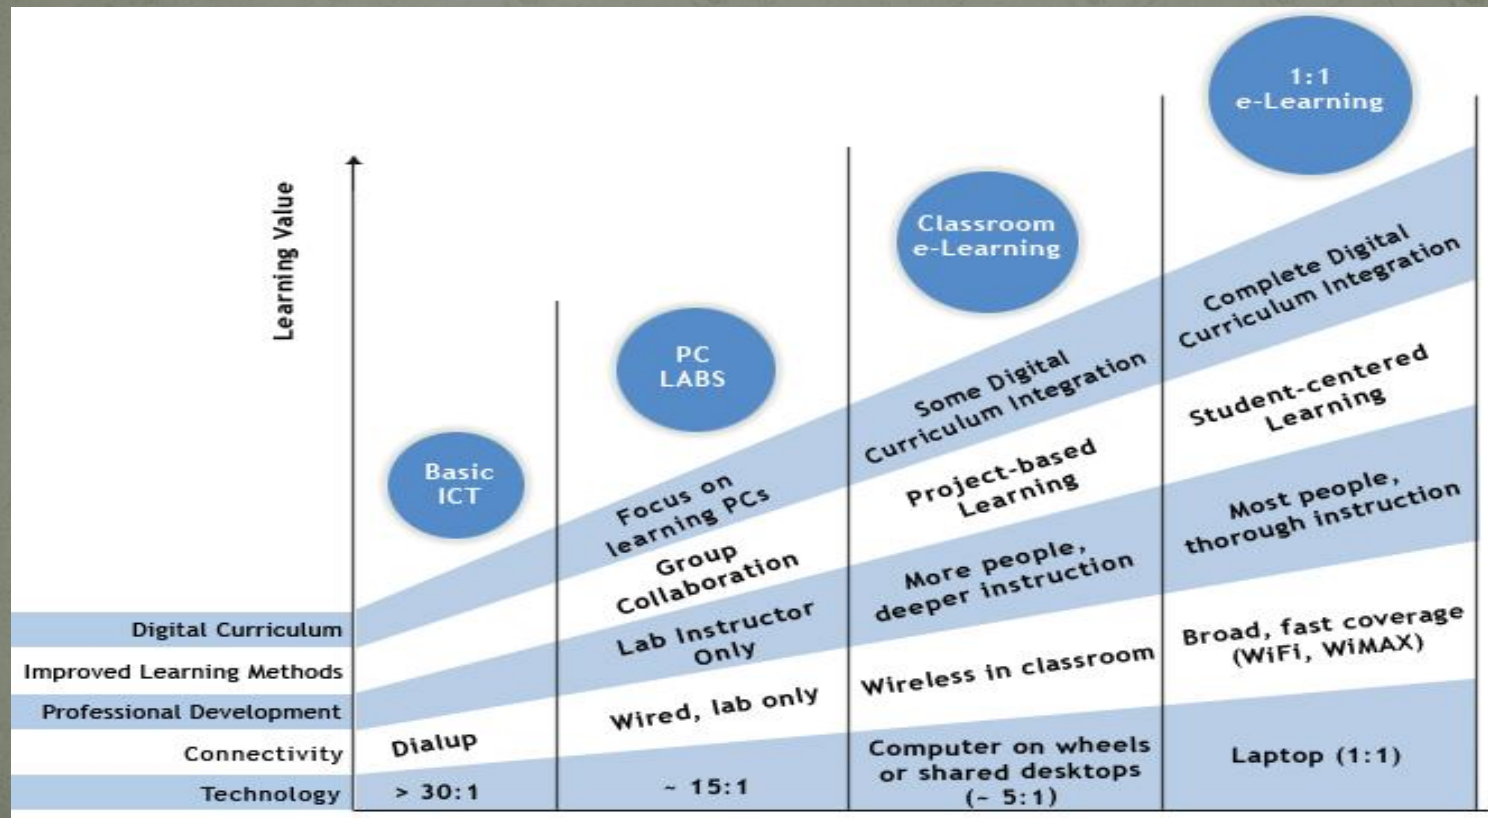 Learning Value
Basic
ICT
PC
LABS
Classroom
e-Learning
1:1
e-Learning
Digital Curriculum
Focus on
learning PCs
Some Digital
Curriculum Integration
Complete Digital
Curriculum Integration
Improved Learning Methods
Group
Collaboration
Project-based
Learning
Student-centered
Learning
Professional Development
Lab Instructor
Only
More people,
deeper instruction
Most people,
thorough instruction
Connectivity
Dialup
Wired, lab only
Wireless in classroom
Broad, fast coverage
(WiFi, WiMAX)
Technology
> 30:1
~ 15:1
Computer on wheels
or shared desktops
(~ 5:1)
Laptop (1:1)